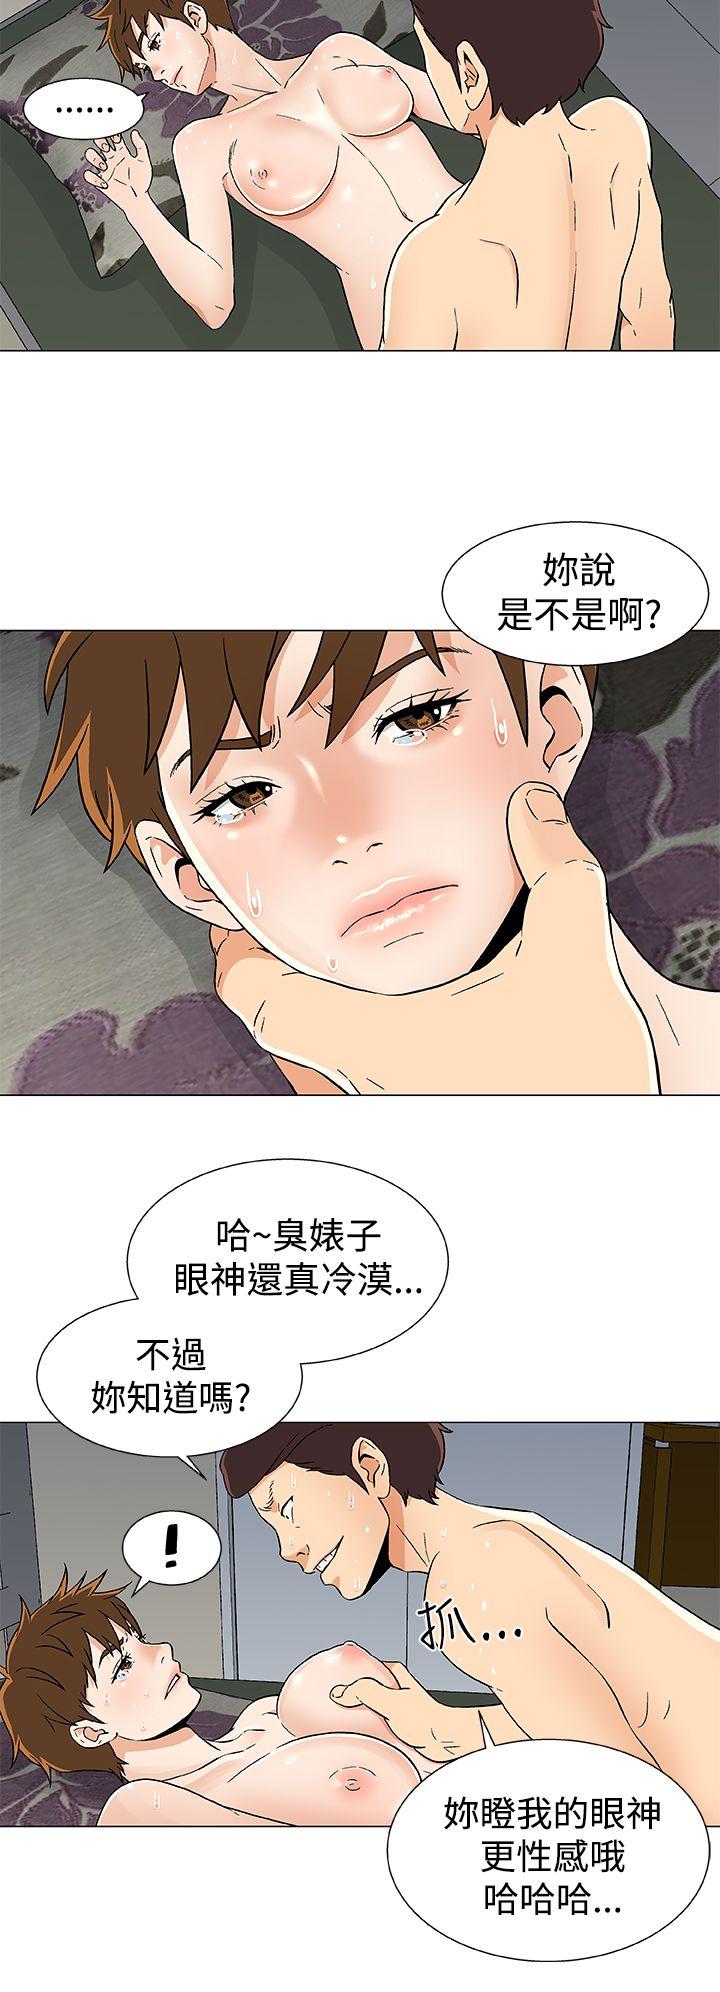 ......
妳說
是不是啊?
哈~臭婊子
眼神還真冷漠...
不過
妳知道嗎?
!
抓...
妳瞪我的眼神
更性感哦
哈哈哈...